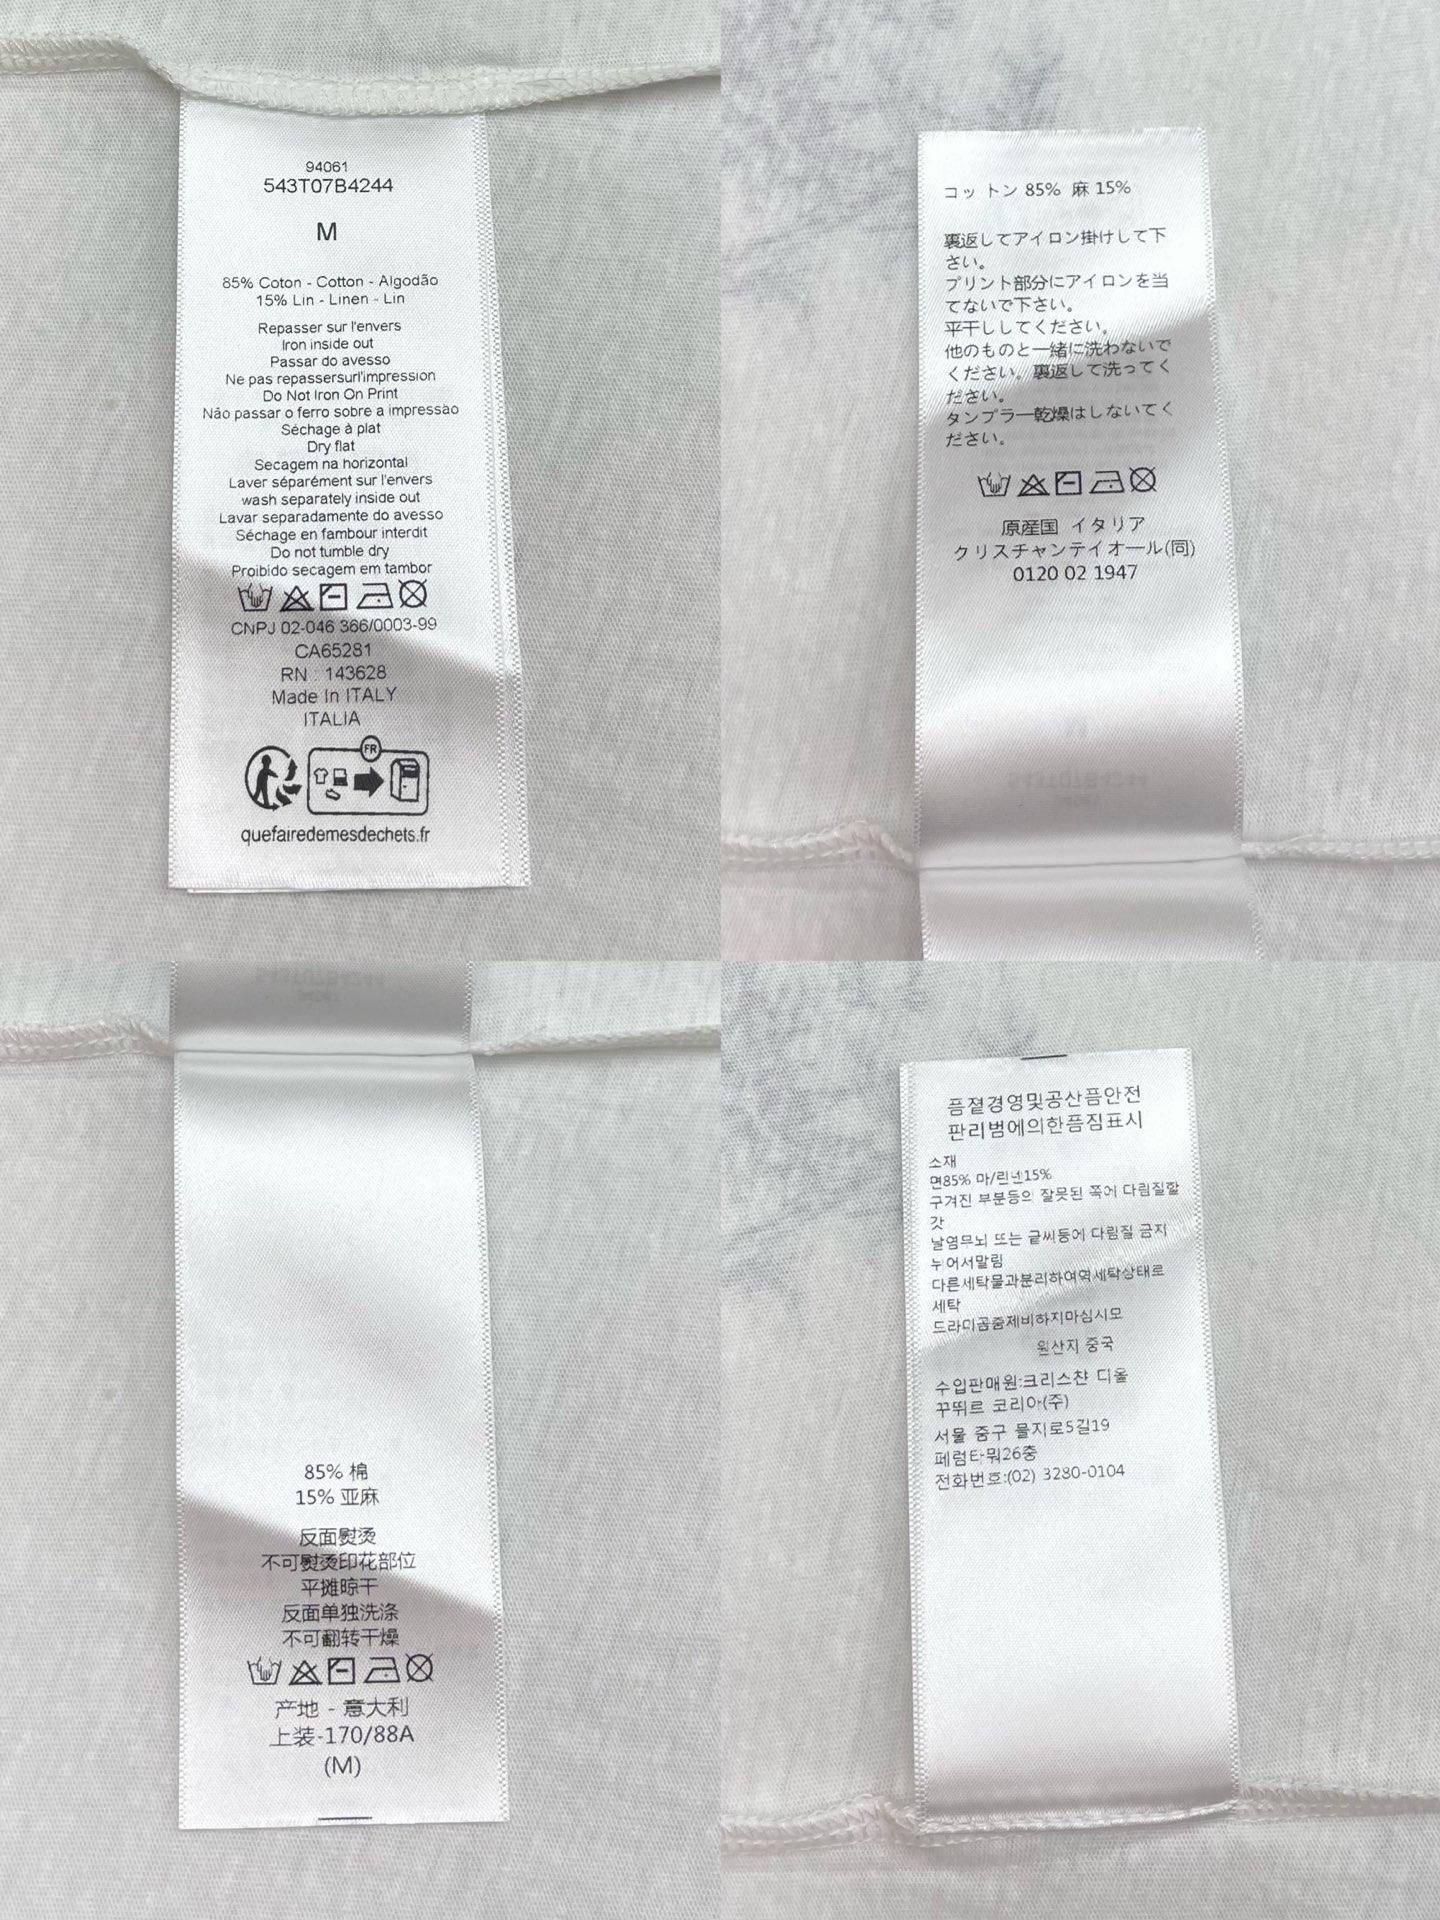 94061
543T07B4244
M
85% Coton - Cotton - Algodão
15% Lin - Linen - Lin
Repasser sur l'envers
Iron inside out
Passar do avesso
Ne pas repassersurl'impression
Do Not Iron On Print
Não passar o ferro sobre a impressão
Séchage à plat
Dry flat
Secagem na horizontal
Laver séparément sur l'envers
wash separately inside out
Lavar separadamente do avesso
Séchage en fambour interdit
Do not tumble dry
Proibido secagem em tambor
CNPJ 02-046 366/0003-99
CA65281
RN : 143628
Made In ITALY
ITALIA
FR
quefairedemesdechets.fr
コットン 85% 麻 15%
裏返してアイロン掛けして下
さい。
プリント部分にアイロンを当
てないで下さい。
平干ししてください。
他のものと一緒に洗わないで
ください。裏返して洗ってく
ださい。
タンプラー乾燥はしないてく
ださい。
原産国 イタリア
クリスチャンテイオール(同)
0120 02 1947
85% 棉
15% 亚麻
反面熨烫
不可熨烫印花部位
平摊晾干
反面单独洗涤
不可翻转干燥
产地 - 意大利
上装-170/88A
(M)
품졑경영및공산픔안전
판리범에의한픔짐표시
소재
면85% 마/린넨15%
구겨진 부분등의 잘못된 쪽에 다림질할
갓
날염무뇌 또는 글씨등에 다림질 금지
누어서말림
다른세탁물과분리하여역세탁상태로
세탁
드라미곰줌제비하지마십시모
원산지 중국
수입판매원:크리스챤 디올
꾸뛰르 코리아(주)
서물 줌구 물지로5길19
페럼타뭐26충
전화번호:(02) 3280-0104